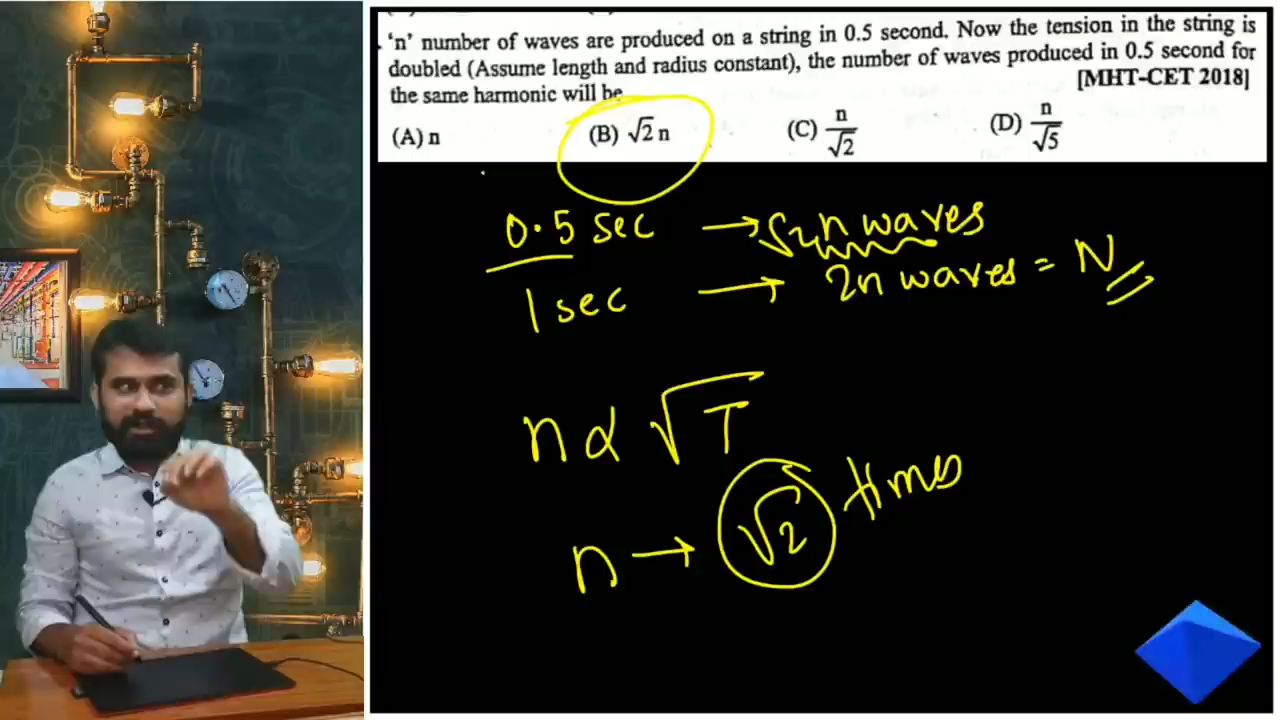 'n' number of waves are produced on a string in 0.5 second. Now the tension in the string is
doubled (Assume length and radius constant), the number of waves produced in 0.5 second for
the same harmonic will be
[MHT-CET 2018]
(A) n (B) √2 n (C) n/√2 (D) n/√5
0.5 sec → √2n waves
1 sec → 2n waves = N
n ∝ √T
n → √2 times